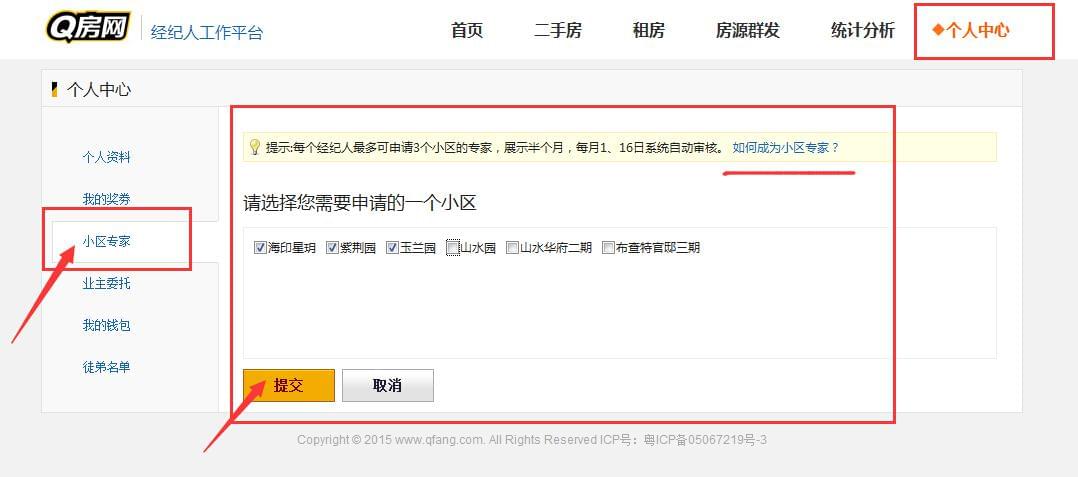 Q房网 经纪人工作平台 首页 二手房 租房 房源群发 统计分析 个人中心
个人中心
个人资料
我的奖券
小区专家
业主委托
我的钱包
徒弟名单
提示:每个经纪人最多可申请3个小区的专家，展示半个月，每月1、16日系统自动审核。 如何成为小区专家？
请选择您需要申请的一个小区
海印星玥 紫荆园 玉兰园 山水园 山水华府二期 布查特官邸三期
提交 取消
Copyright © 2015 www.qfang.com. All Rights Reserved ICP号：粤ICP备05067219号-3